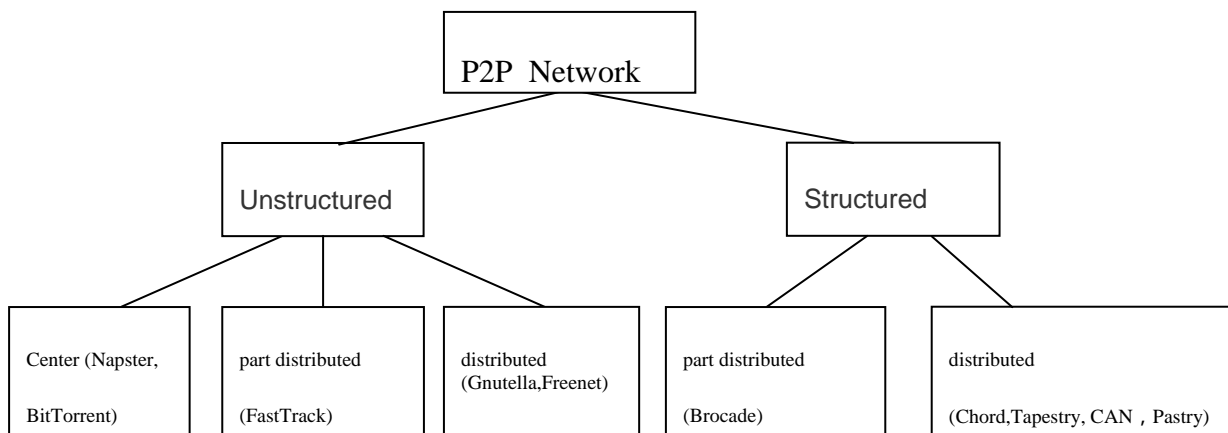 P2P Network
Unstructured
Structured
Center (Napster,
BitTorrent)
part distributed
(FastTrack)
distributed
(Gnutella,Freenet)
part distributed
(Brocade)
distributed
(Chord,Tapestry, CAN，Pastry)